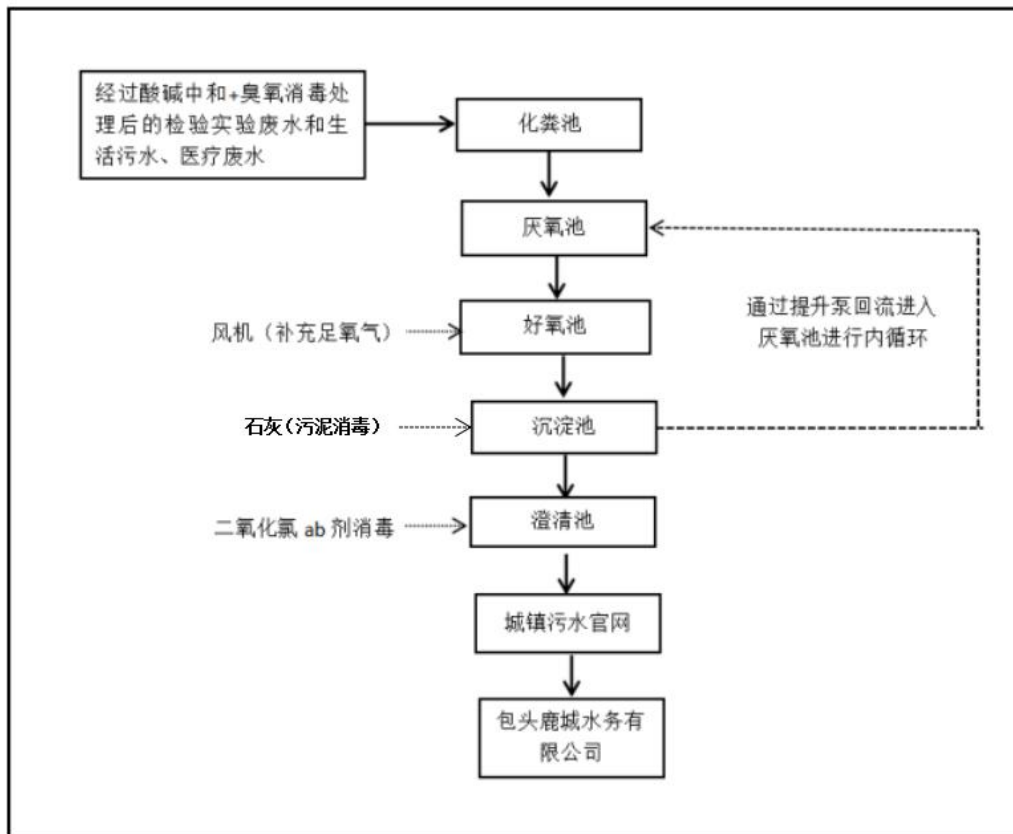 经过酸碱中和+臭氧消毒处
理后的检验实验废水和生
活污水、医疗废水
化粪池
厌氧池
通过提升泵回流进入
厌氧池进行内循环
风机（补充足氧气）
好氧池
石灰（污泥消毒）
沉淀池
二氧化氯 ab 剂消毒
澄清池
城镇污水官网
包头鹿城水务有
限公司